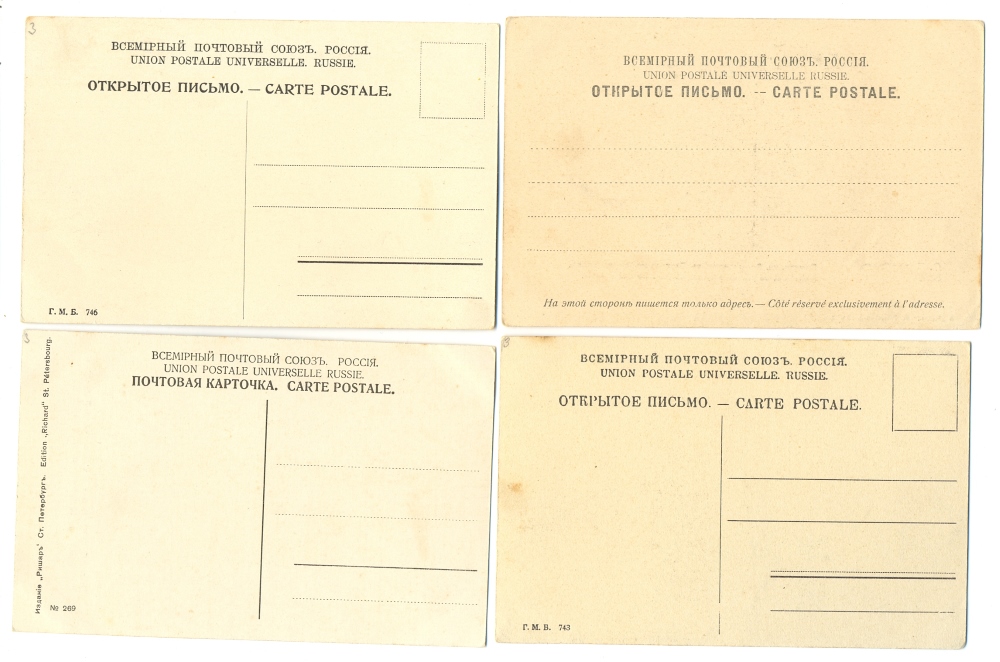 3
ВСЕМІРНЫЙ ПОЧТОВЫЙ СОЮЗЪ. РОССІЯ.
UNION POSTALE UNIVERSELLE. RUSSIE.
ОТКРЫТОЕ ПИСЬМО. — CARTE POSTALE.
Г. М. Б. 746
ВСЕМІРНЫЙ ПОЧТОВЫЙ СОЮЗЪ. РОССІЯ.
UNION POSTALE UNIVERSELLE RUSSIE.
ОТКРЫТОЕ ПИСЬМО. -- CARTE POSTALE.
На этой сторонѣ пишется только адресъ. — Côté réservé exclusivement à l'adresse.
3
ВСЕМІРНЫЙ ПОЧТОВЫЙ СОЮЗЪ. РОССІЯ.
UNION POSTALE UNIVERSELLE RUSSIE.
ПОЧТОВАЯ КАРТОЧКА. CARTE POSTALE.
Изданіе „Ришаръ" Ст. Петербургъ. Edition „Richard" St. Pétersbourg.
№ 269
3
ВСЕМІРНЫЙ ПОЧТОВЫЙ СОЮЗЪ. РОССІЯ.
UNION POSTALE UNIVERSELLE. RUSSIE.
ОТКРЫТОЕ ПИСЬМО. — CARTE POSTALE.
Г. М. Б. 743